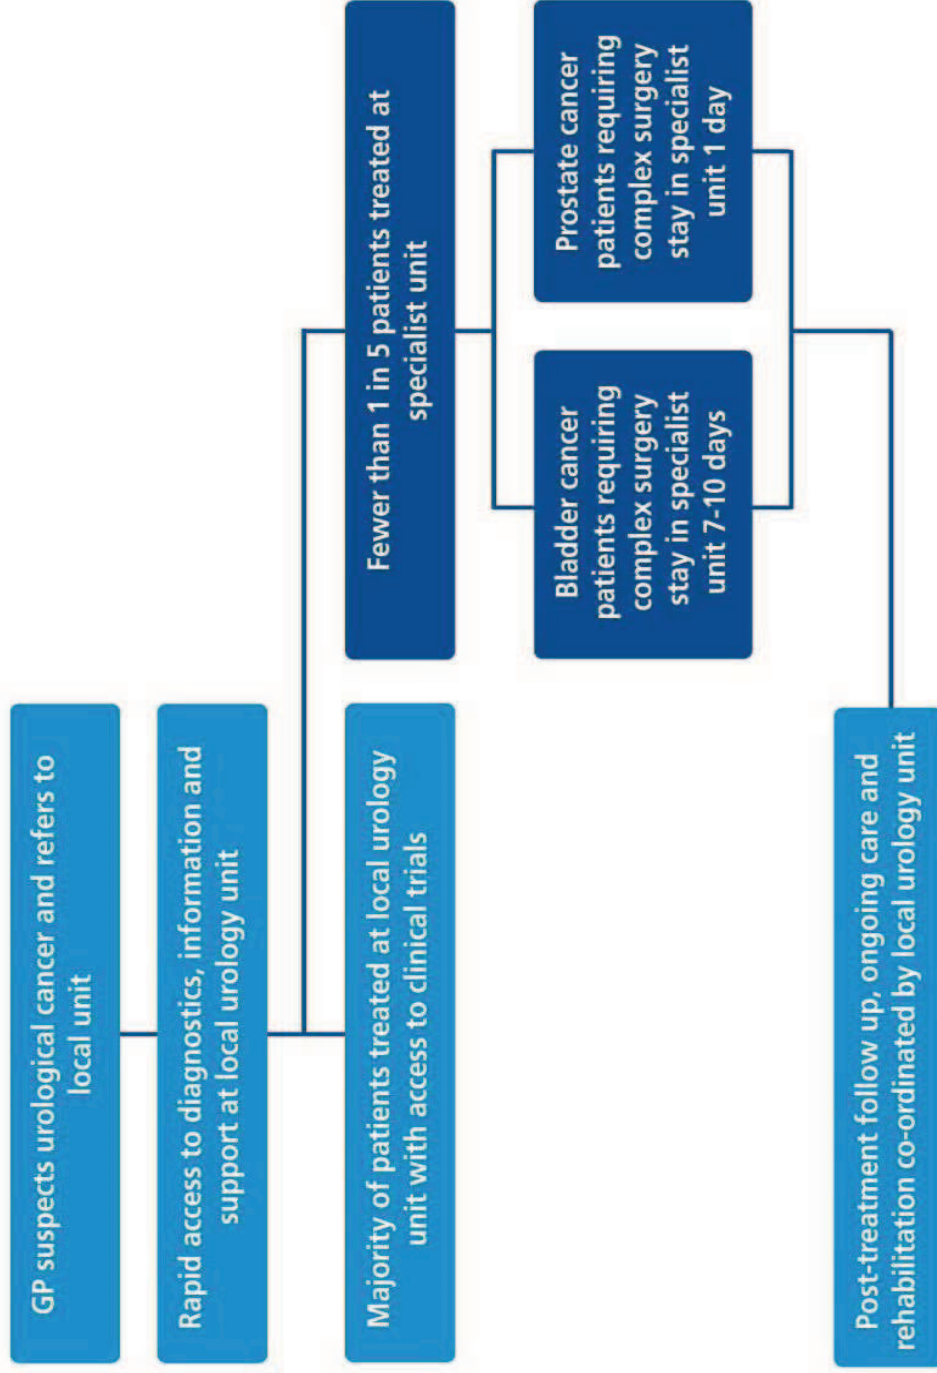 GP suspects urological cancer and refers to
local unit
Rapid access to diagnostics, information and
support at local urology unit
Majority of patients treated at local urology
unit with access to clinical trials
Fewer than 1 in 5 patients treated at
specialist unit
Bladder cancer
patients requiring
complex surgery
stay in specialist
unit 7-10 days
Prostate cancer
patients requiring
complex surgery
stay in specialist
unit 1 day
Post-treatment follow up, ongoing care and
rehabilitation co-ordinated by local urology unit